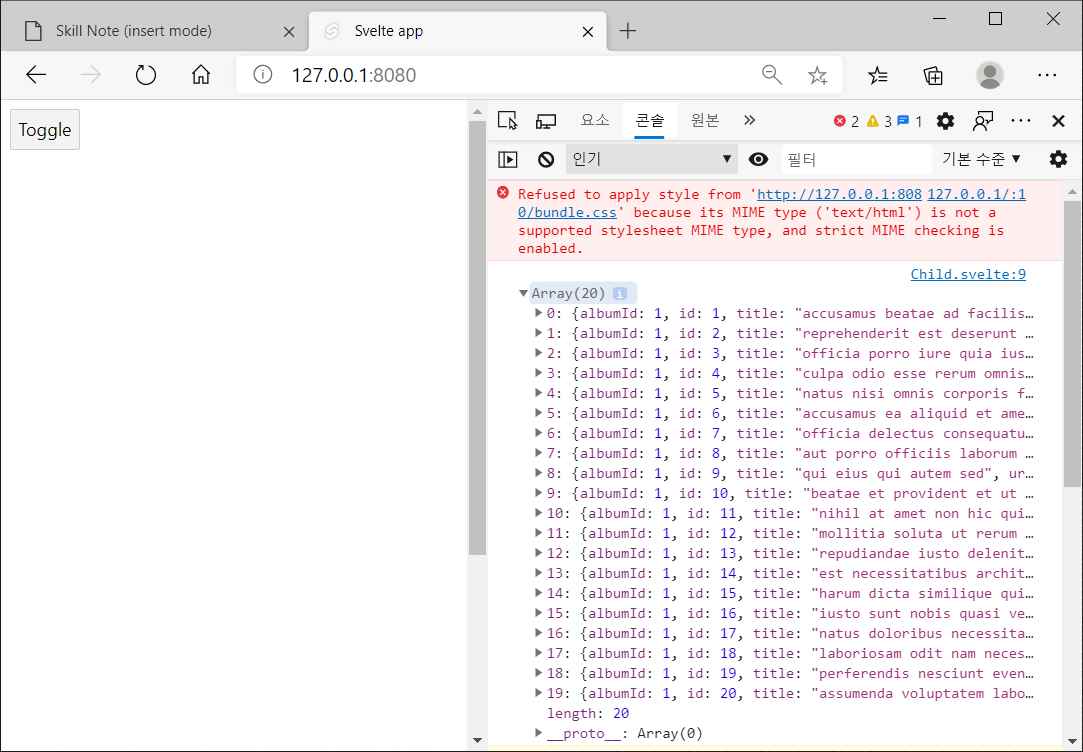 Skill Note (insert mode)
Svelte app
127.0.0.1:8080
Toggle
요소
콘솔
원본
2
3
1
인기
필터
기본 수준
Refused to apply style from 'http://127.0.0.1:808 127.0.0.1/:1
0/bundle.css' because its MIME type ('text/html') is not a
supported stylesheet MIME type, and strict MIME checking is
enabled.
Child.svelte:9
Array(20) i
0: {albumId: 1, id: 1, title: "accusamus beatae ad facilis…
1: {albumId: 1, id: 2, title: "reprehenderit est deserunt …
2: {albumId: 1, id: 3, title: "officia porro iure quia ius…
3: {albumId: 1, id: 4, title: "culpa odio esse rerum omnis…
4: {albumId: 1, id: 5, title: "natus nisi omnis corporis f…
5: {albumId: 1, id: 6, title: "accusamus ea aliquid et ame…
6: {albumId: 1, id: 7, title: "officia delectus consequatu…
7: {albumId: 1, id: 8, title: "aut porro officiis laborum …
8: {albumId: 1, id: 9, title: "qui eius qui autem sed", ur…
9: {albumId: 1, id: 10, title: "beatae et provident et ut …
10: {albumId: 1, id: 11, title: "nihil at amet non hic qui…
11: {albumId: 1, id: 12, title: "mollitia soluta ut rerum …
12: {albumId: 1, id: 13, title: "repudiandae iusto delenit…
13: {albumId: 1, id: 14, title: "est necessitatibus archit…
14: {albumId: 1, id: 15, title: "harum dicta similique qui…
15: {albumId: 1, id: 16, title: "iusto sunt nobis quasi ve…
16: {albumId: 1, id: 17, title: "natus doloribus necessita…
17: {albumId: 1, id: 18, title: "laboriosam odit nam neces…
18: {albumId: 1, id: 19, title: "perferendis nesciunt even…
19: {albumId: 1, id: 20, title: "assumenda voluptatem labo…
length: 20
__proto__: Array(0)